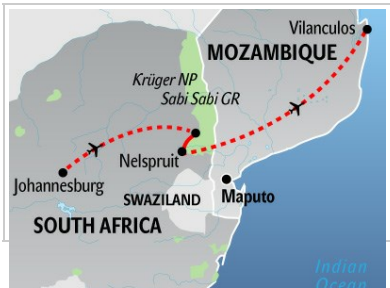 Vilanculos
MOZAMBIQUE
Krüger NP
Sabi Sabi GR
Nelspruit
Johannesburg
SWAZILAND
Maputo
SOUTH AFRICA
Indian
Ocean